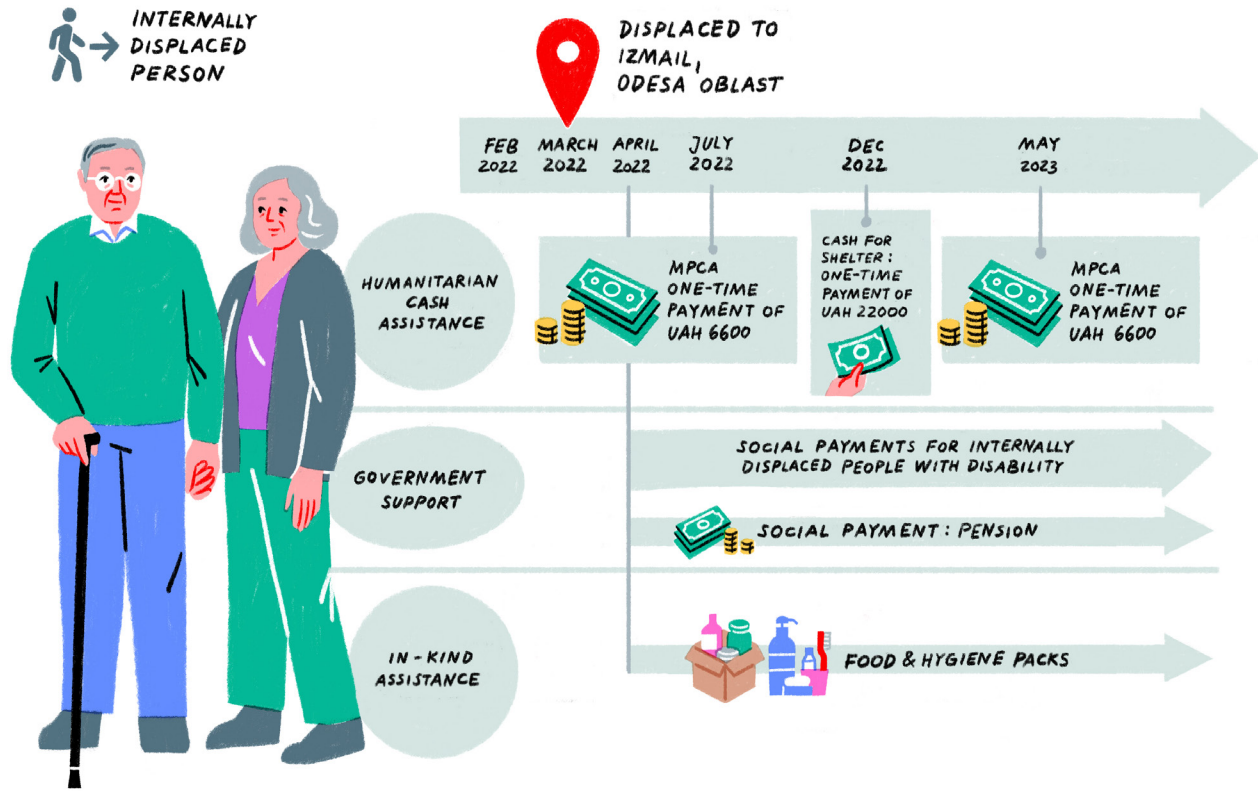 INTERNALLY
DISPLACED
PERSON
DISPLACED TO
IZMAIL,
ODESA OBLAST
FEB
2022
MARCH
2022
APRIL
2022
JULY
2022
DEC
2022
MAY
2023
HUMANITARIAN
CASH
ASSISTANCE
MPCA
ONE-TIME
PAYMENT OF
UAH 6600
CASH FOR
SHELTER:
ONE-TIME
PAYMENT OF
UAH 22000
MPCA
ONE-TIME
PAYMENT OF
UAH 6600
GOVERNMENT
SUPPORT
SOCIAL PAYMENTS FOR INTERNALLY
DISPLACED PEOPLE WITH DISABILITY
SOCIAL PAYMENT: PENSION
IN-KIND
ASSISTANCE
FOOD & HYGIENE PACKS